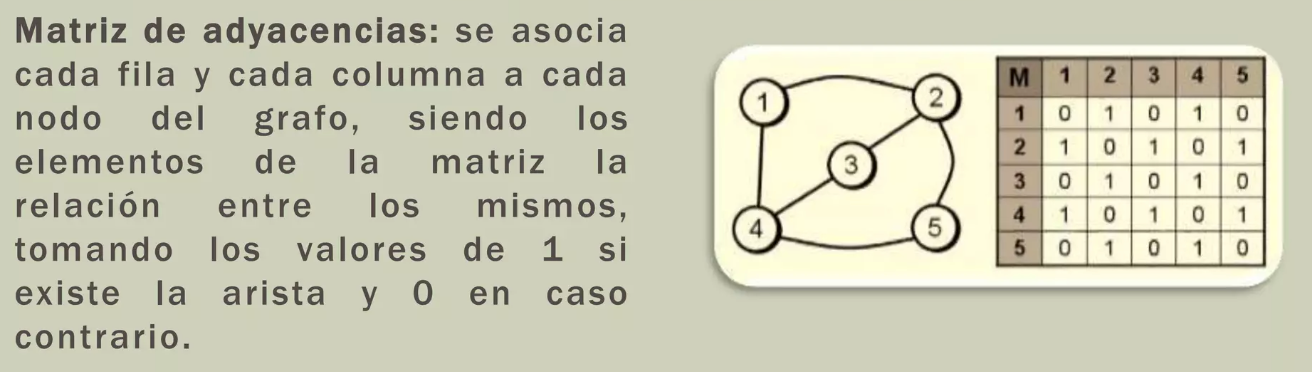 Matriz de adyacencias: se asocia
cada fila y cada columna a cada
nodo del grafo, siendo los
elementos de la matriz la
relación entre los mismos,
tomando los valores de 1 si
existe la arista y 0 en caso
contrario.
1
2
3
4
5
M 1 2 3 4 5
1 0 1 0 1 0
2 1 0 1 0 1
3 0 1 0 1 0
4 1 0 1 0 1
5 0 1 0 1 0